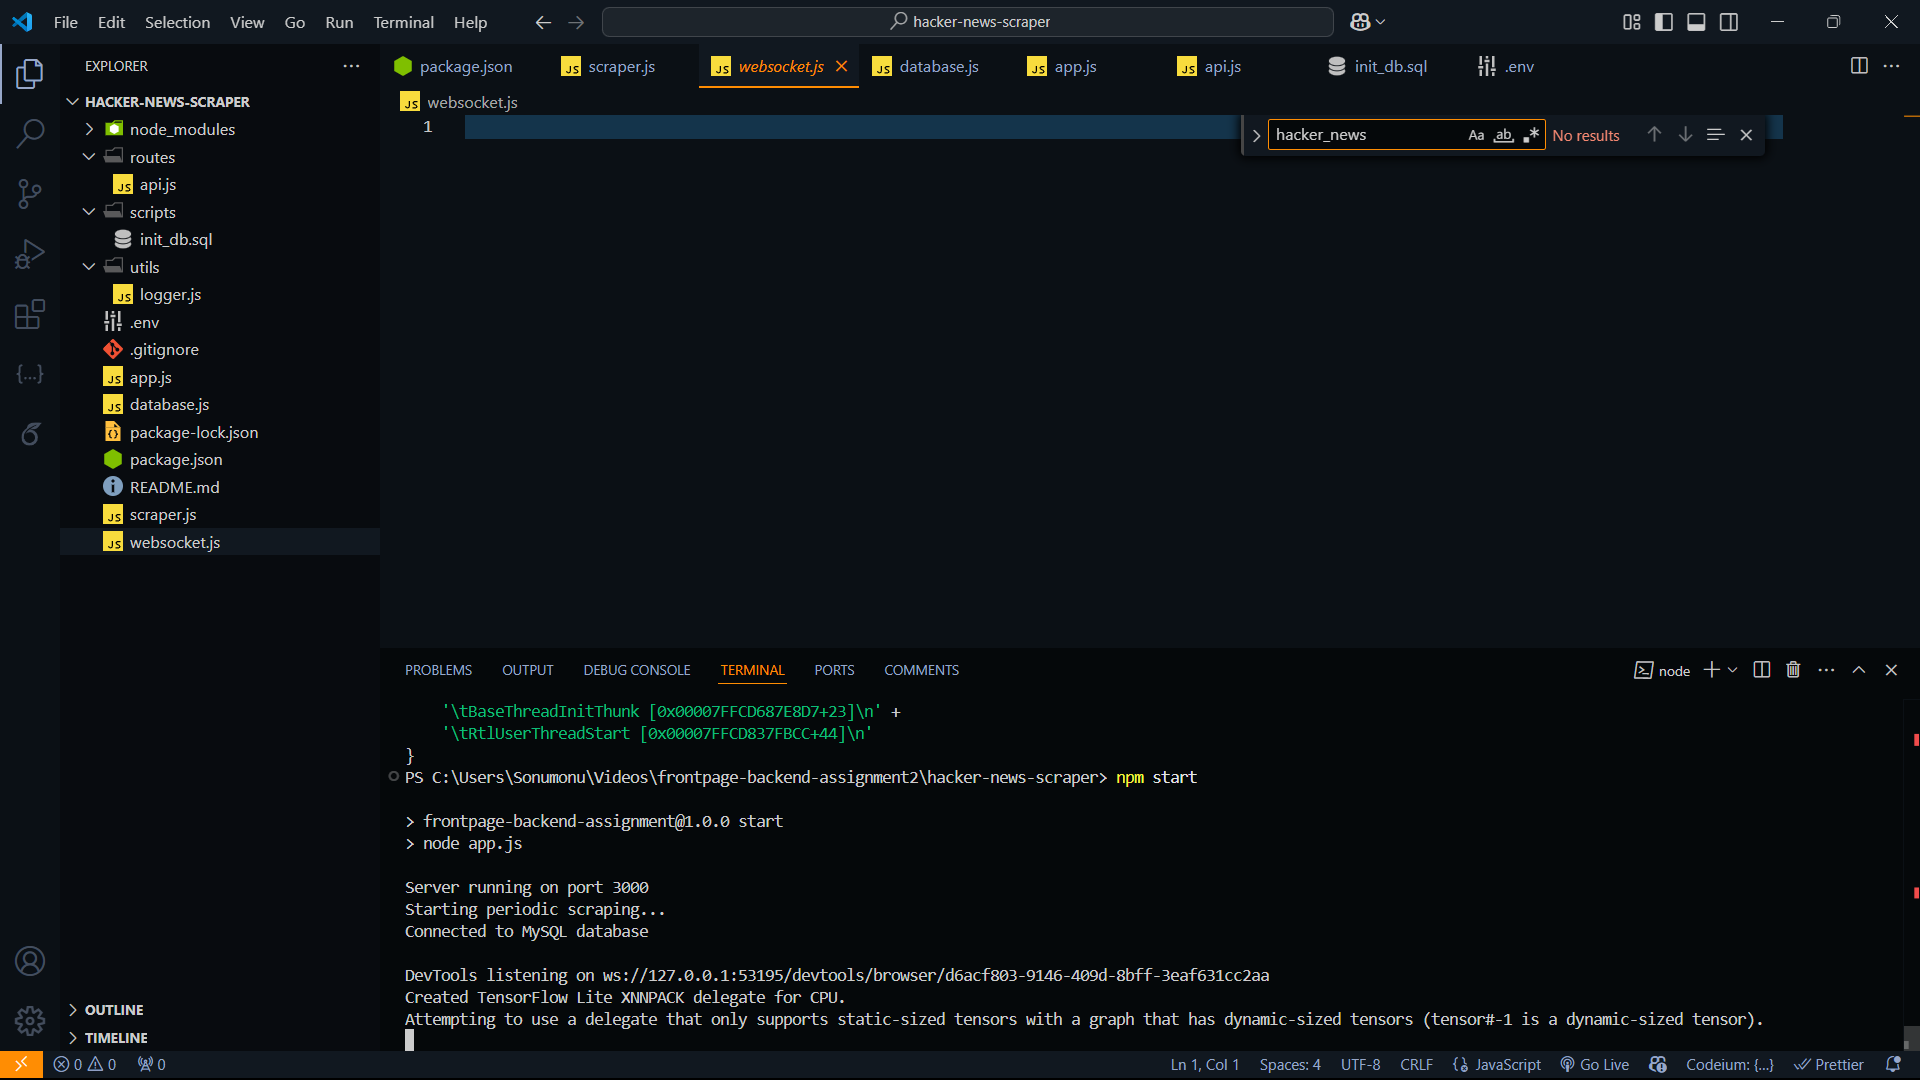 File Edit Selection View Go Run Terminal Help
hacker-news-scraper
EXPLORER
HACKER-NEWS-SCRAPER
node_modules
routes
api.js
scripts
init_db.sql
utils
logger.js
.env
.gitignore
app.js
database.js
package-lock.json
package.json
README.md
scraper.js
websocket.js
OUTLINE
TIMELINE
package.json scraper.js websocket.js database.js app.js api.js init_db.sql .env
websocket.js
1
hacker_news Aa ab No results
PROBLEMS OUTPUT DEBUG CONSOLE TERMINAL PORTS COMMENTS
node
'\tBaseThreadInitThunk [0x00007FFCD687E8D7+23]\n' +
'\tRtlUserThreadStart [0x00007FFCD837FBCC+44]\n'
}
PS C:\Users\Sonumonu\Videos\frontpage-backend-assignment2\hacker-news-scraper> npm start
> frontpage-backend-assignment@1.0.0 start
> node app.js
Server running on port 3000
Starting periodic scraping...
Connected to MySQL database
DevTools listening on ws://127.0.0.1:53195/devtools/browser/d6acf803-9146-409d-8bff-3eaf631cc2aa
Created TensorFlow Lite XNNPACK delegate for CPU.
Attempting to use a delegate that only supports static-sized tensors with a graph that has dynamic-sized tensors (tensor#-1 is a dynamic-sized tensor).
0 0 0 Ln 1, Col 1 Spaces: 4 UTF-8 CRLF JavaScript Go Live Codeium: {...} Prettier